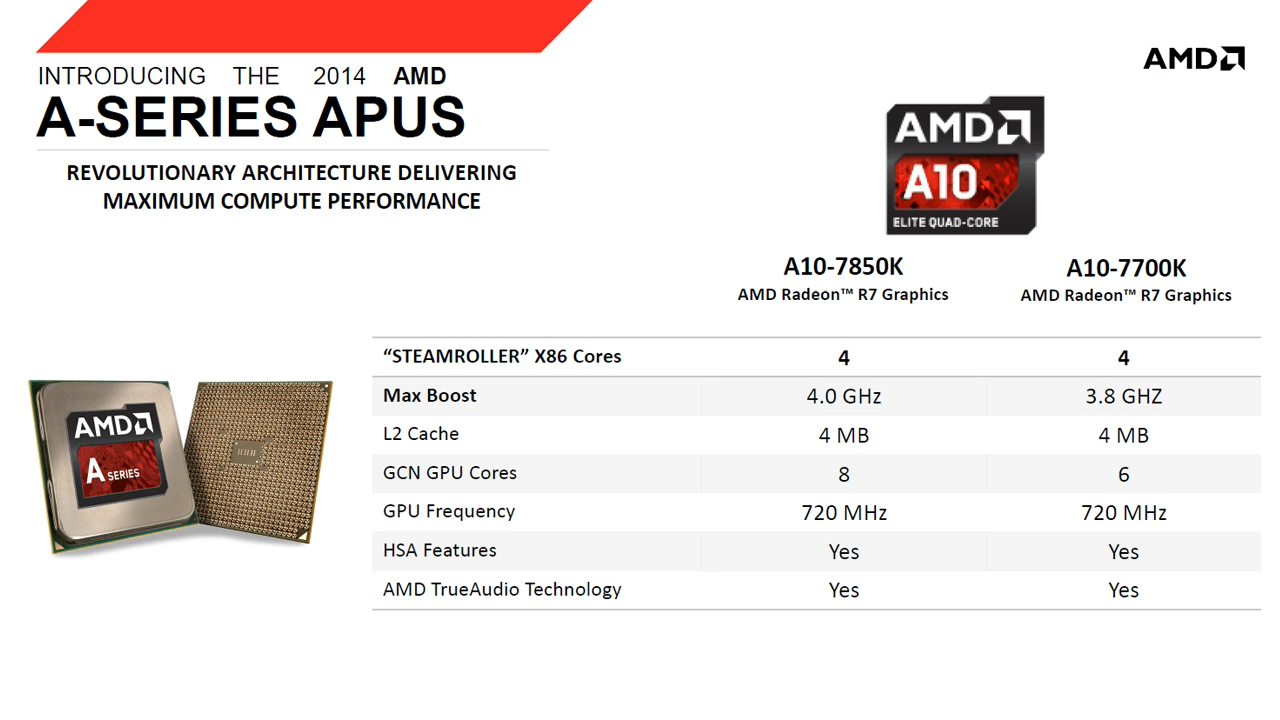 INTRODUCING THE 2014 AMD
A-SERIES APUS
REVOLUTIONARY ARCHITECTURE DELIVERING
MAXIMUM COMPUTE PERFORMANCE
AMD
AMD
A10
ELITE QUAD-CORE
A10-7850K A10-7700K
AMD Radeon™ R7 Graphics AMD Radeon™ R7 Graphics
“STEAMROLLER” X86 Cores 4 4
Max Boost 4.0 GHz 3.8 GHZ
L2 Cache 4 MB 4 MB
GCN GPU Cores 8 6
GPU Frequency 720 MHz 720 MHz
HSA Features Yes Yes
AMD TrueAudio Technology Yes Yes
AMD
A SERIES